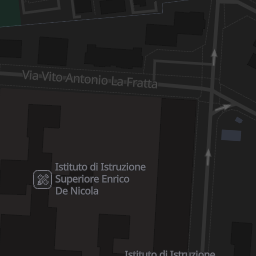 Via Vito Antonio La Fratta
Istituto di Istruzione
Superiore Enrico
De Nicola
Istituto di Istruzione